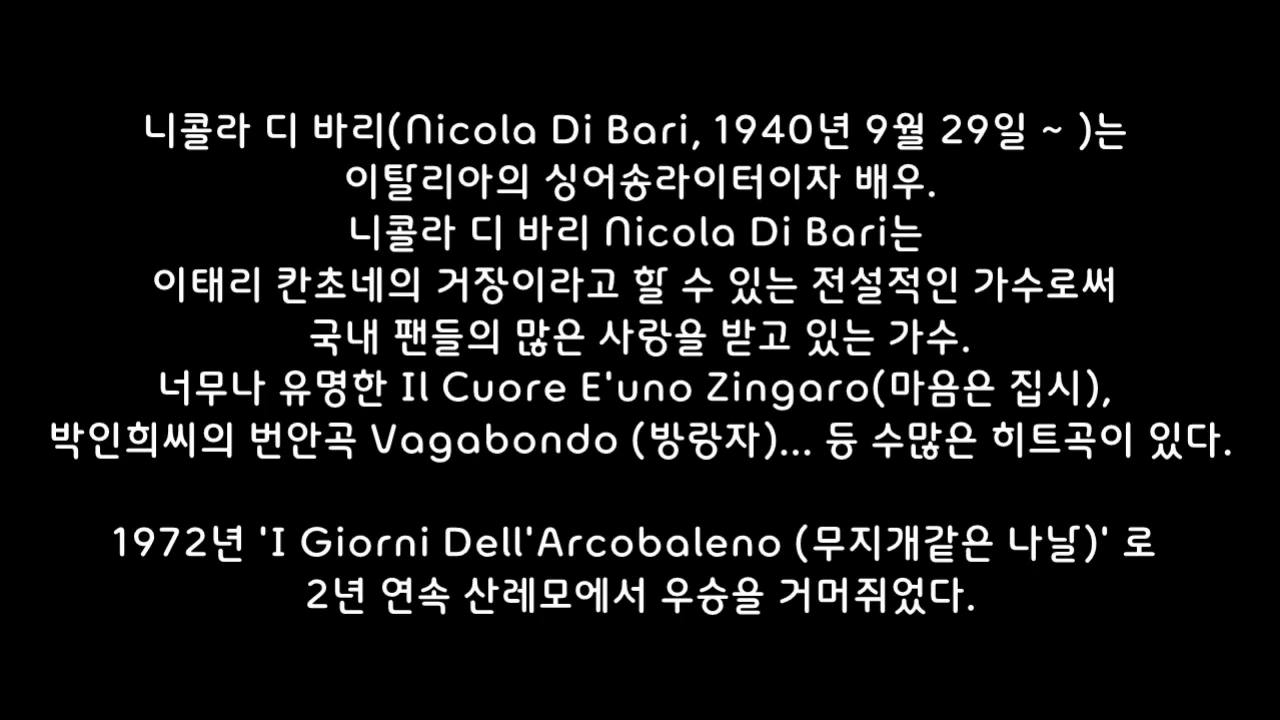 니콜라 디 바리(Nicola Di Bari, 1940년 9월 29일 ~ )는
이탈리아의 싱어송라이터이자 배우.
니콜라 디 바리 Nicola Di Bari는
이태리 칸초네의 거장이라고 할 수 있는 전설적인 가수로써
국내 팬들의 많은 사랑을 받고 있는 가수.
너무나 유명한 Il Cuore E'uno Zingaro(마음은 집시),
박인희씨의 번안곡 Vagabondo (방랑자)... 등 수많은 히트곡이 있다.
1972년 'I Giorni Dell'Arcobaleno (무지개같은 나날)' 로
2년 연속 산레모에서 우승을 거머쥐었다.